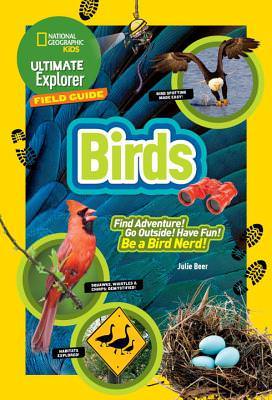 NATIONAL GEOGRAPHIC
KiDS
ULTIMATE
Explorer
FIELD GUIDE
BIRD SPOTTING
MADE EASY!
Birds
Find Adventure!
Go Outside! Have Fun!
Be a Bird Nerd!
Julie Beer
SQUAWKS, WHISTLES &
CHIRPS DEMYSTIFIED!
HABITATS
EXPLORED!